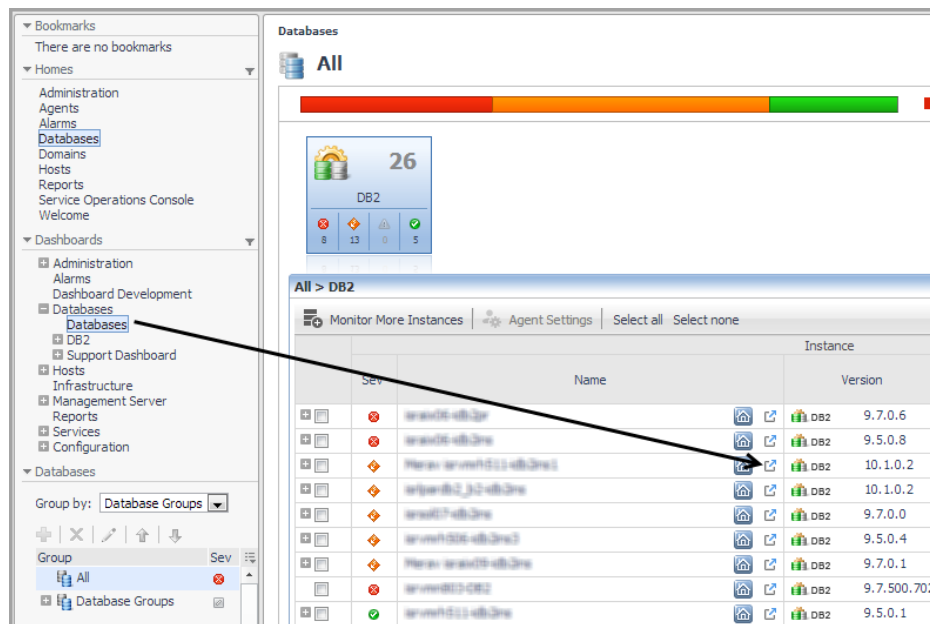 Bookmarks
There are no bookmarks
Homes
Administration
Agents
Alarms
Databases
Domains
Hosts
Reports
Service Operations Console
Welcome
Dashboards
Administration
Alarms
Dashboard Development
Databases
Databases
DB2
Support Dashboard
Hosts
Infrastructure
Management Server
Reports
Services
Configuration
Databases
Group by: Database Groups
Group Sev
All
Database Groups
Databases
All
26
DB2
8 13 0 5
All > DB2
Monitor More Instances Agent Settings Select all Select none
Instance
Sev Name Version
DB2 9.7.0.6
DB2 9.5.0.8
DB2 10.1.0.2
DB2 10.1.0.2
DB2 9.7.0.0
DB2 9.5.0.4
DB2 9.7.0.1
DB2 9.7.500.702
DB2 9.5.0.1